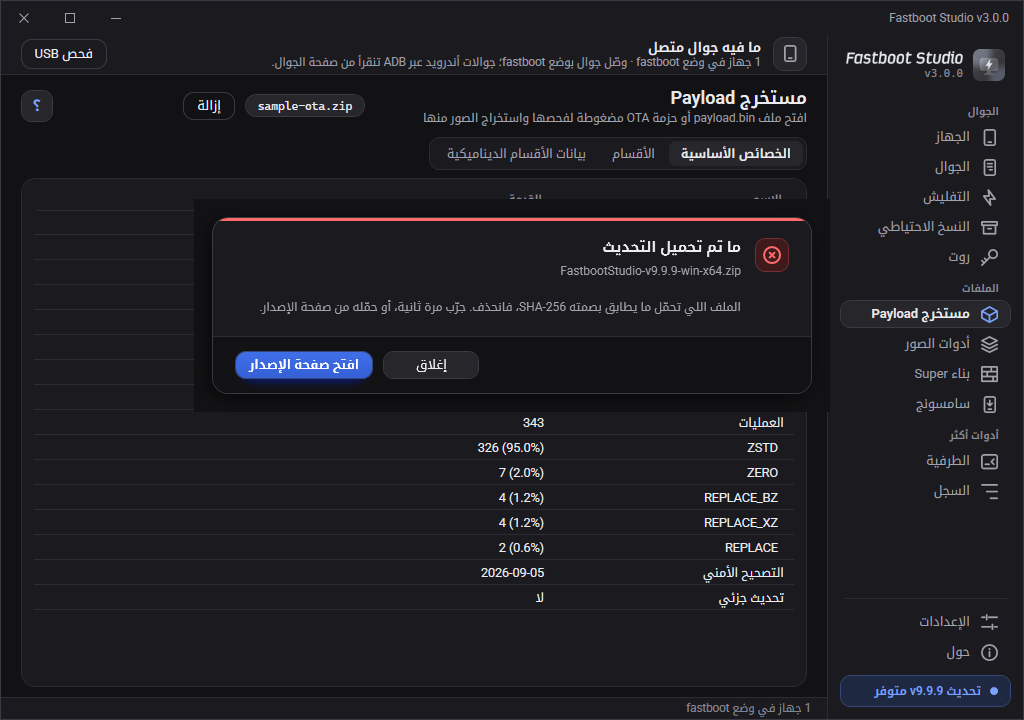 Fastboot Studio v3.0.0
Fastboot Studio
v3.0.0
الجوال
الجهاز
الجوال
التفليش
النسخ الاحتياطي
روت
الملفات
مستخرج Payload
أدوات الصور
بناء Super
سامسونج
أدوات أكثر
الطرفية
السجل
الإعدادات
حول
تحديث v9.9.9 متوفر
ما فيه جوال متصل
1 جهاز في وضع fastboot · وصّل جوال بوضع fastboot؛ جوالات أندرويد عبر ADB تنقرأ من صفحة الجوال.
فحص USB
مستخرج Payload
افتح ملف payload.bin أو حزمة OTA مضغوطة لفحصها واستخراج الصور منها
sample-ota.zip
إزالة
؟
الخصائص الأساسية
الأقسام
بيانات الأقسام الديناميكية
ما تم تحميل التحديث
FastbootStudio-v9.9.9-win-x64.zip
الملف اللي تحمّل ما يطابق بصمته SHA-256، فانحذف. جرّب مرة ثانية، أو حمّله من صفحة الإصدار.
إغلاق
افتح صفحة الإصدار
العمليات 343
ZSTD 326 (95.0%)
ZERO 7 (2.0%)
REPLACE_BZ 4 (1.2%)
REPLACE_XZ 4 (1.2%)
REPLACE 2 (0.6%)
التصحيح الأمني 2026-09-05
تحديث جزئي لا
1 جهاز في وضع fastboot